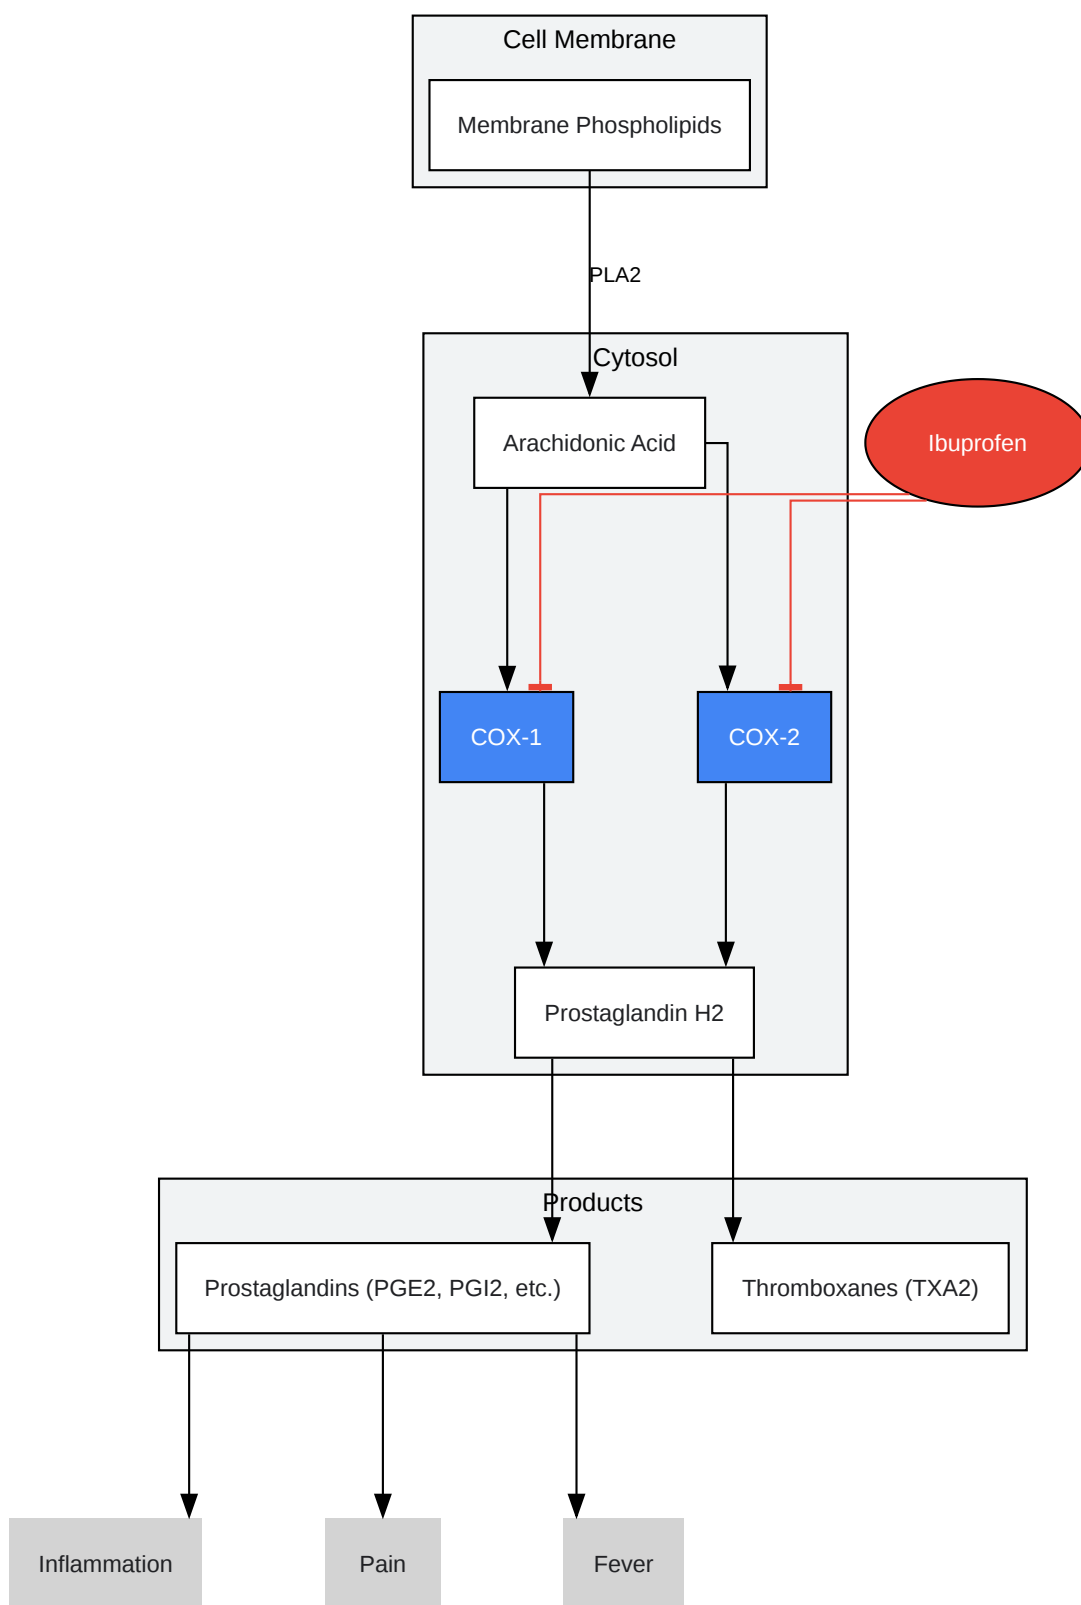 Cell Membrane
Membrane Phospholipids
PLA2
Cytosol
Arachidonic Acid
Ibuprofen
COX-1
COX-2
Prostaglandin H2
Products
Prostaglandins (PGE2, PGI2, etc.)
Thromboxanes (TXA2)
Inflammation
Pain
Fever